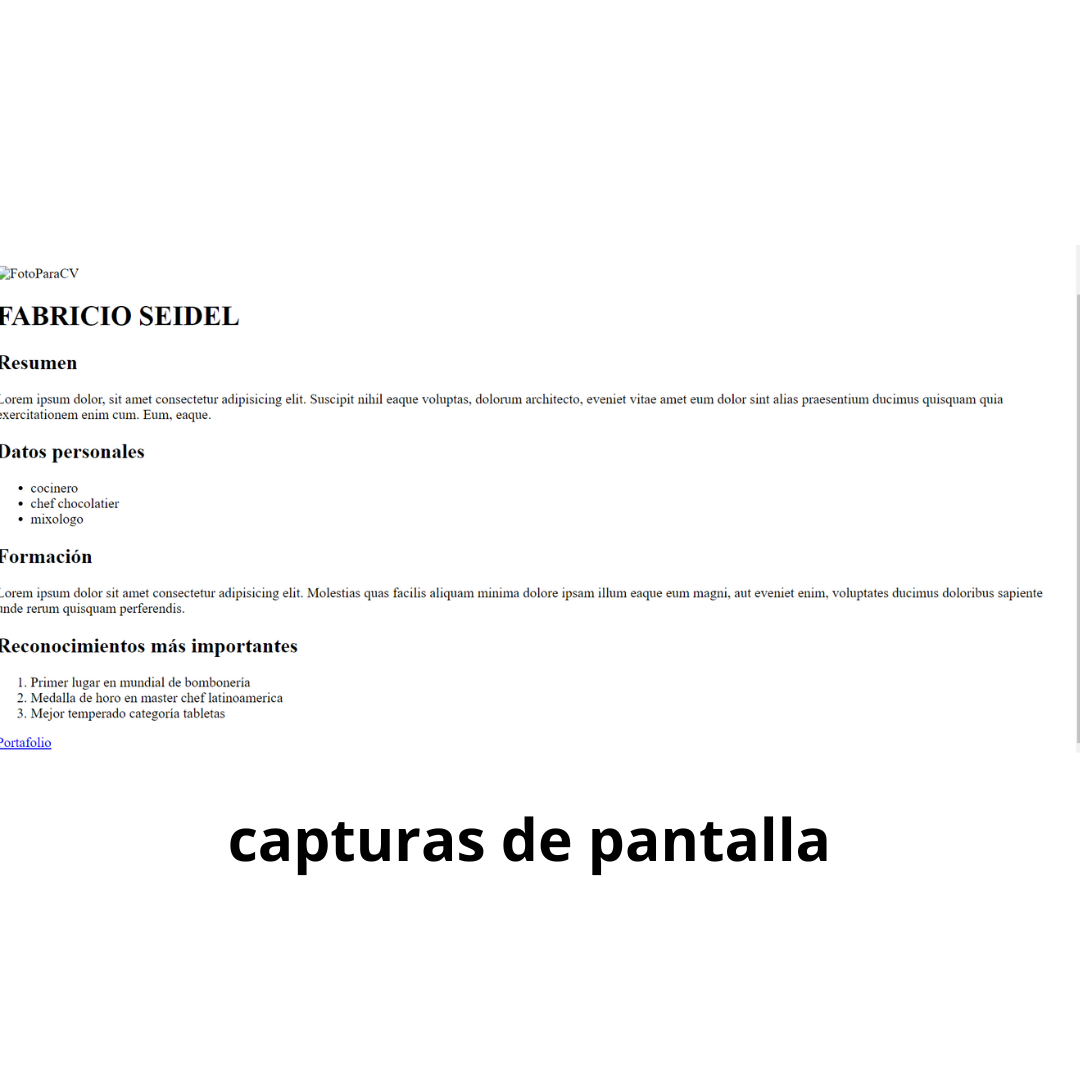 FotoParaCV
FABRICIO SEIDEL
Resumen
Lorem ipsum dolor, sit amet consectetur adipisicing elit. Suscipit nihil eaque voluptas, dolorum architecto, eveniet vitae amet eum dolor sint alias praesentium ducimus quisquam quia
exercitationem enim cum. Eum, eaque.
Datos personales
• cocinero
• chef chocolatier
• mixologo
Formación
Lorem ipsum dolor sit amet consectetur adipisicing elit. Molestias quas facilis aliquam minima dolore ipsam illum eaque eum magni, aut eveniet enim, voluptates ducimus doloribus sapiente
unde rerum quisquam perferendis.
Reconocimientos más importantes
1. Primer lugar en mundial de bomboneria
2. Medalla de horo en master chef latinoamerica
3. Mejor temperado categoria tabletas
Portafolio
capturas de pantalla